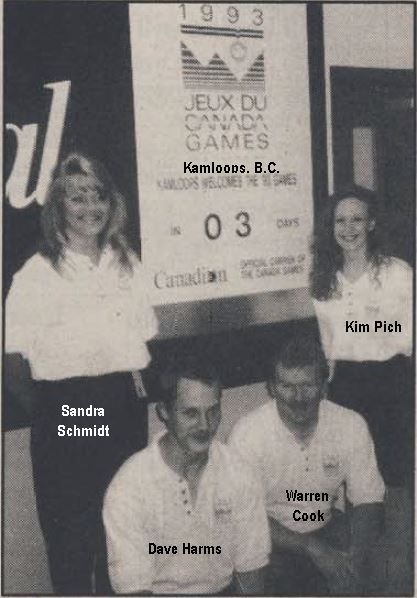 1993
JEUX DU
CANADA
GAMES
Kamloops, B.C.
KAMLOOPS WELCOMES THE '93 GAMES
IN 03 DAYS
Canadian
OFFICIAL CARRIER OF
THE CANADA GAMES
Kim Pich
Sandra
Schmidt
Warren
Cook
Dave Harms